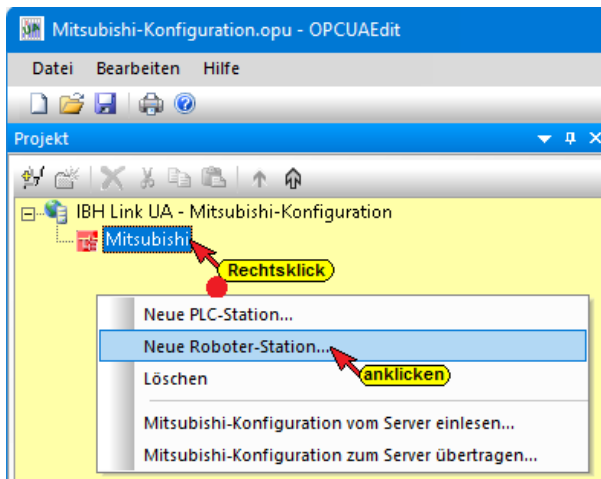 Mitsubishi-Konfiguration.opu - OPCUAEdit
Datei Bearbeiten Hilfe
Projekt
IBH Link UA - Mitsubishi-Konfiguration
Mitsubishi
Rechtsklick
Neue PLC-Station...
Neue Roboter-Station...
anklicken
Löschen
Mitsubishi-Konfiguration vom Server einlesen...
Mitsubishi-Konfiguration zum Server übertragen...